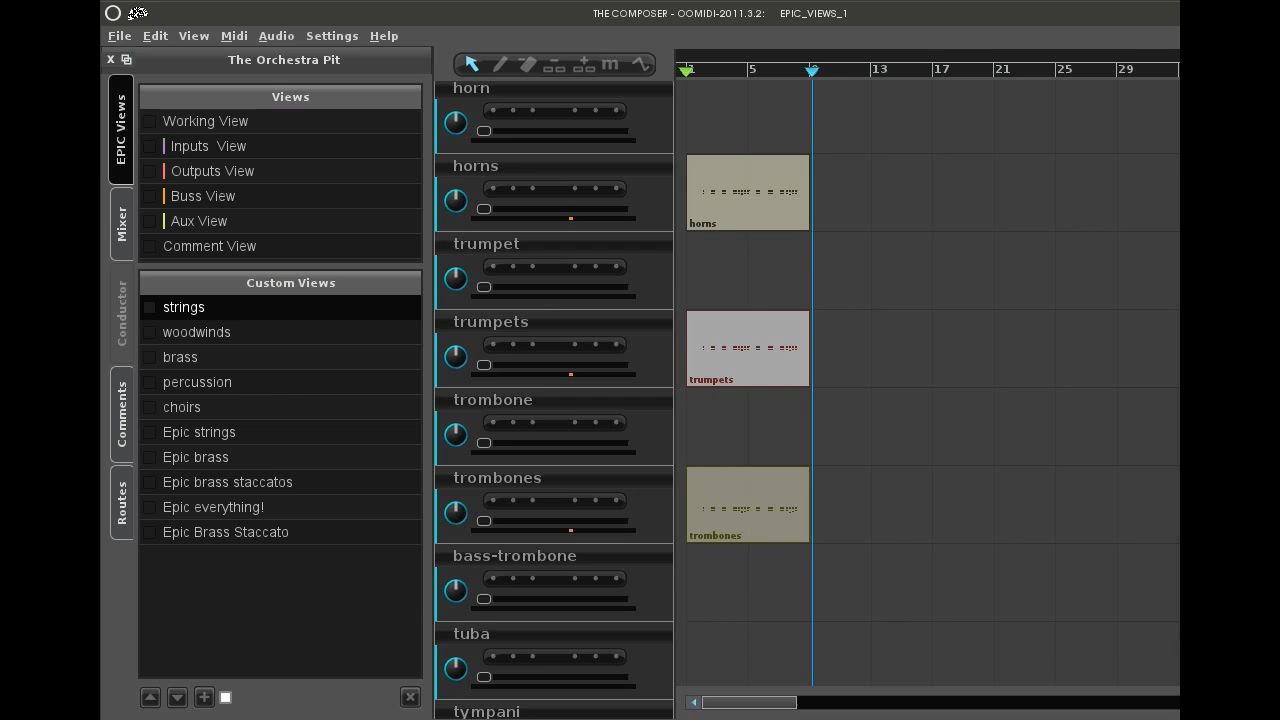 THE COMPOSER - OOMIDI-2011.3.2: EPIC_VIEWS_1
File Edit View Midi Audio Settings Help
The Orchestra Pit
EPIC Views
Mixer
Conductor
Comments
Routes
Views
Working View
Inputs View
Outputs View
Buss View
Aux View
Comment View
Custom Views
strings
woodwinds
brass
percussion
choirs
Epic strings
Epic brass
Epic brass staccatos
Epic everything!
Epic Brass Staccato
horn
horns
trumpet
trumpets
trombone
trombones
bass-trombone
tuba
tympani
1 5 9 13 17 21 25 29
horns
trumpets
trombones